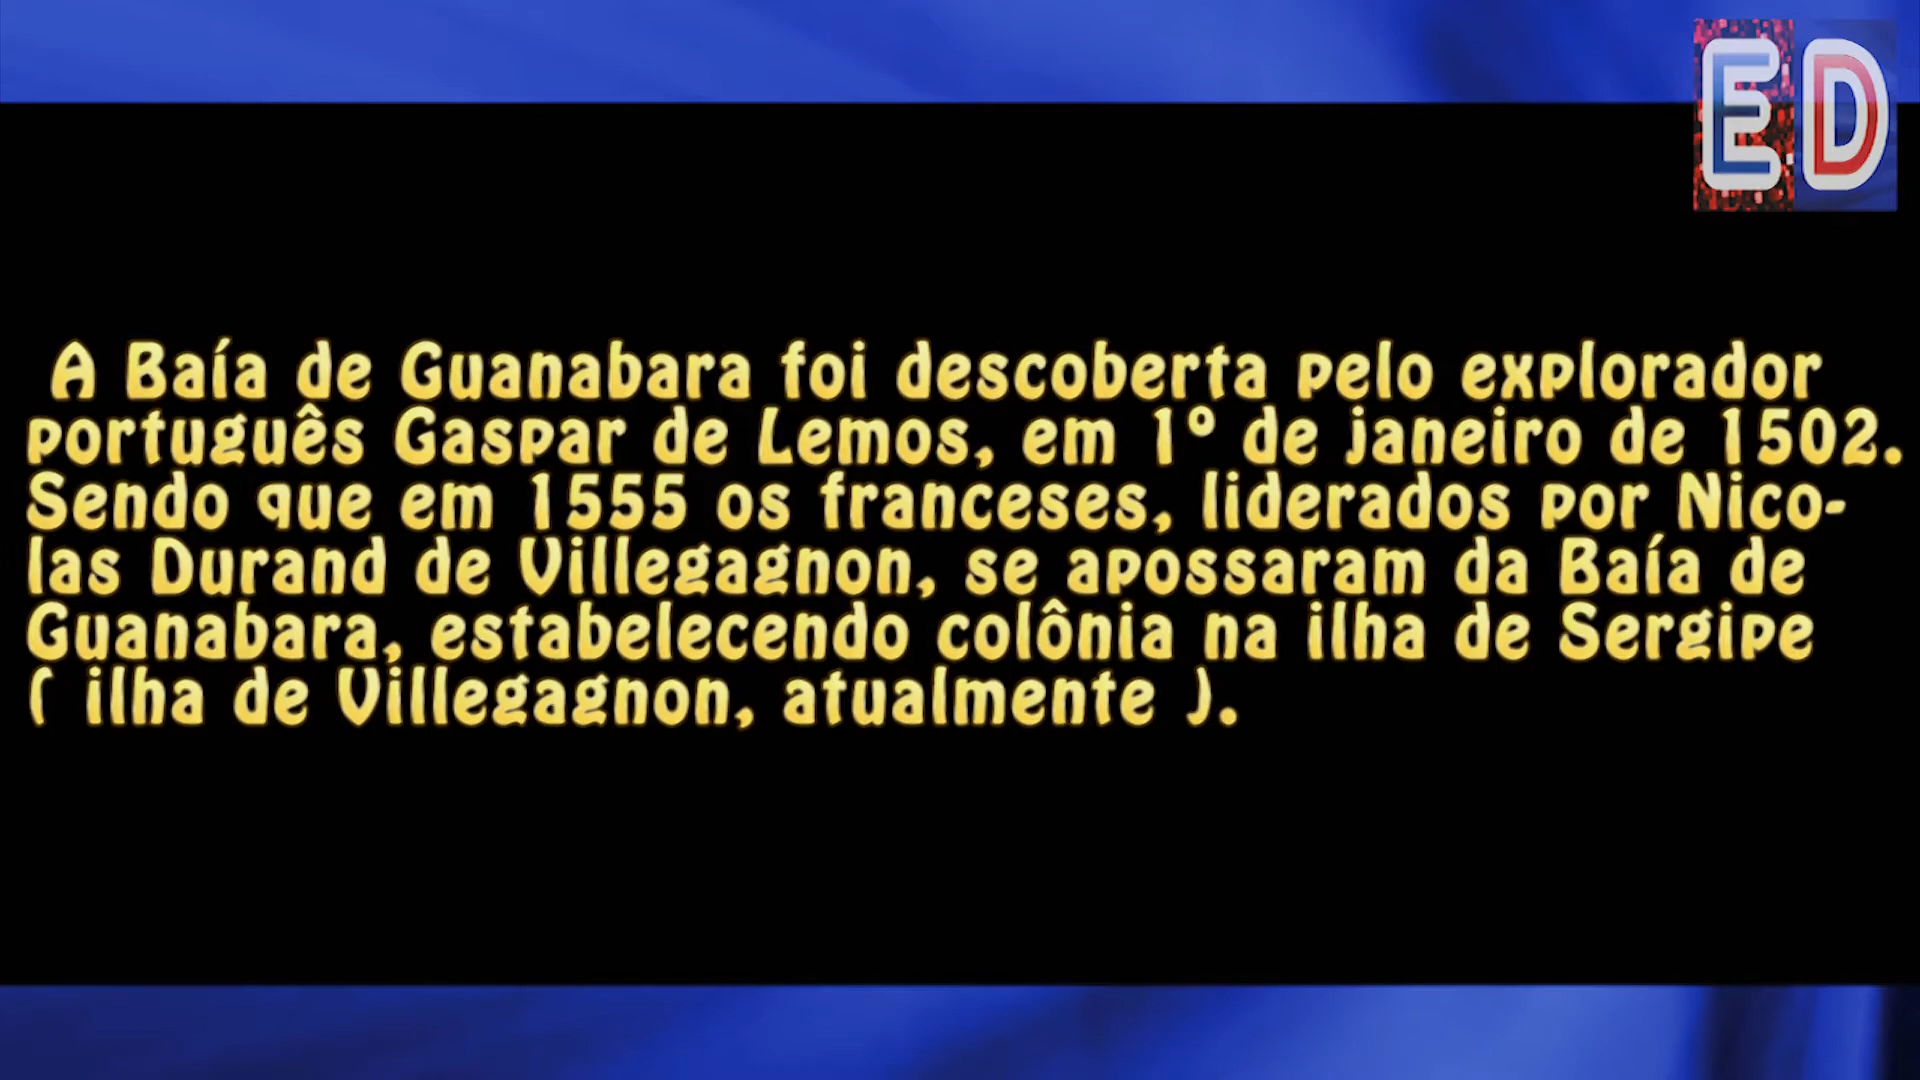 ED
A Baía de Guanabara foi descoberta pelo explorador
português Gaspar de Lemos, em 1º de janeiro de 1502.
Sendo que em 1555 os franceses, liderados por Nico-
las Durand de Villegagnon, se apossaram da Baía de
Guanabara, estabelecendo colônia na ilha de Sergipe
( ilha de Villegagnon, atualmente ).